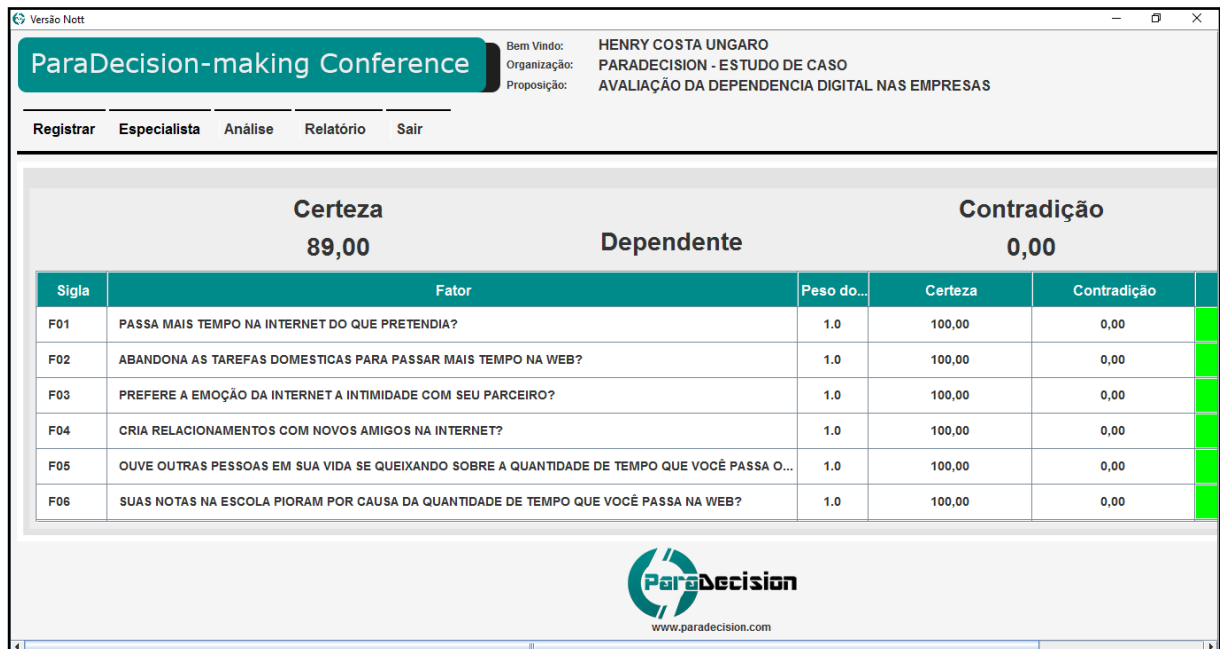 Versão Nott
ParaDecision-making Conference
Bem Vindo: HENRY COSTA UNGARO
Organização: PARADECISION - ESTUDO DE CASO
Proposição: AVALIAÇÃO DA DEPENDENCIA DIGITAL NAS EMPRESAS
Registrar Especialista Análise Relatório Sair
Certeza Contradição
89,00 Dependente 0,00
Sigla Fator Peso do... Certeza Contradição
F01 PASSA MAIS TEMPO NA INTERNET DO QUE PRETENDIA? 1.0 100,00 0,00
F02 ABANDONA AS TAREFAS DOMESTICAS PARA PASSAR MAIS TEMPO NA WEB? 1.0 100,00 0,00
F03 PREFERE A EMOÇÃO DA INTERNET A INTIMIDADE COM SEU PARCEIRO? 1.0 100,00 0,00
F04 CRIA RELACIONAMENTOS COM NOVOS AMIGOS NA INTERNET? 1.0 100,00 0,00
F05 OUVE OUTRAS PESSOAS EM SUA VIDA SE QUEIXANDO SOBRE A QUANTIDADE DE TEMPO QUE VOCÊ PASSA O... 1.0 100,00 0,00
F06 SUAS NOTAS NA ESCOLA PIORAM POR CAUSA DA QUANTIDADE DE TEMPO QUE VOCÊ PASSA NA WEB? 1.0 100,00 0,00
ParaDecision
www.paradecision.com